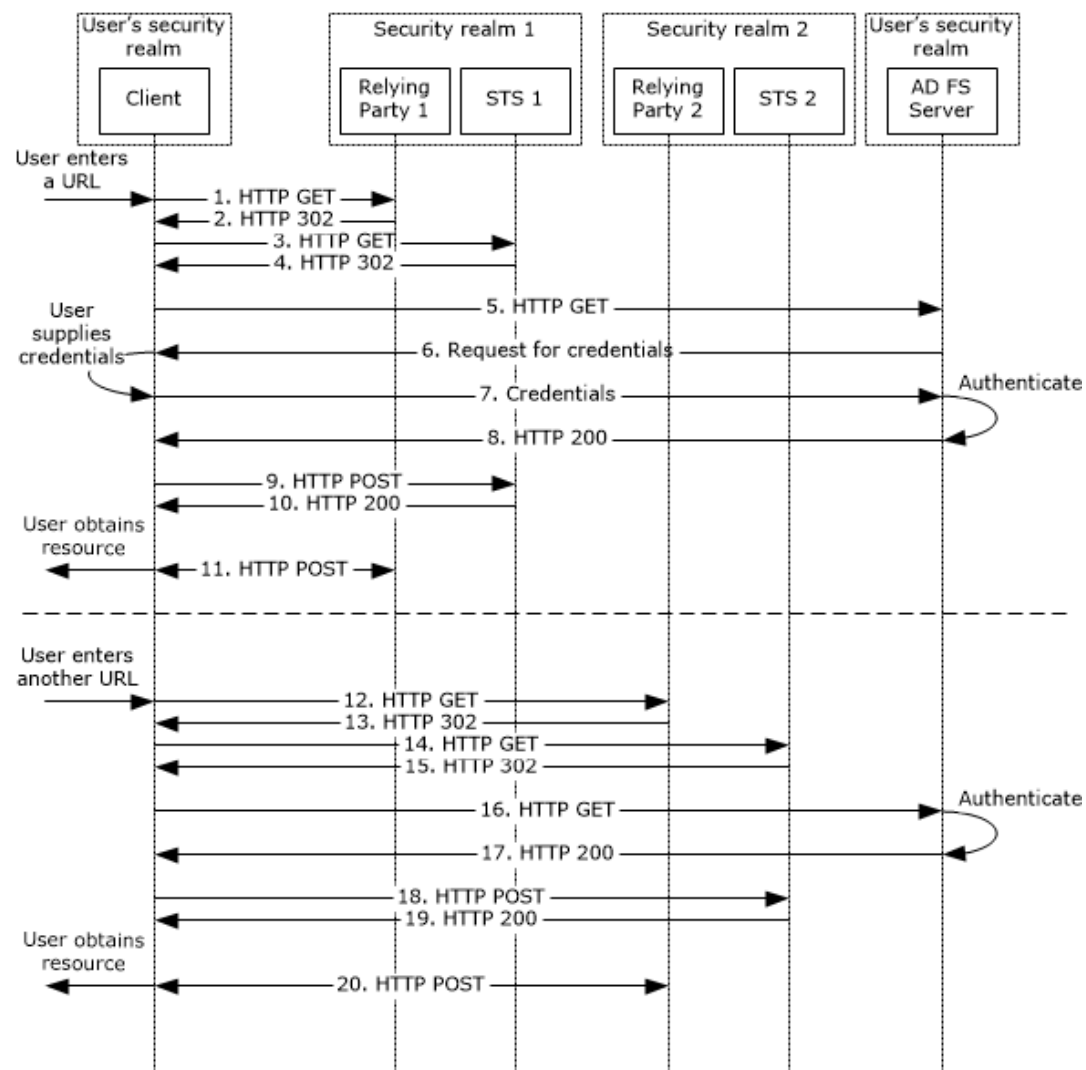 User's security
realm
Security realm 1
Security realm 2
User's security
realm
Client
Relying
Party 1
STS 1
Relying
Party 2
STS 2
AD FS
Server
User enters
a URL
1. HTTP GET
2. HTTP 302
3. HTTP GET
4. HTTP 302
5. HTTP GET
User
supplies
credentials
6. Request for credentials
7. Credentials
Authenticate
8. HTTP 200
9. HTTP POST
10. HTTP 200
User obtains
resource
11. HTTP POST
User enters
another URL
12. HTTP GET
13. HTTP 302
14. HTTP GET
15. HTTP 302
16. HTTP GET
Authenticate
17. HTTP 200
18. HTTP POST
19. HTTP 200
User obtains
resource
20. HTTP POST